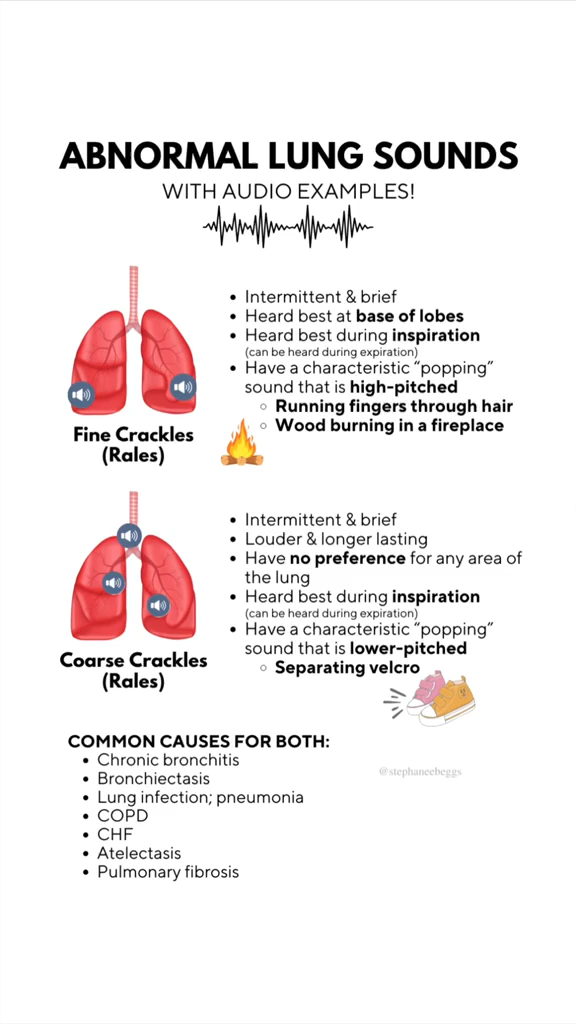 ABNORMAL LUNG SOUNDS
WITH AUDIO EXAMPLES!
• Intermittent & brief
• Heard best at base of lobes
• Heard best during inspiration
(can be heard during expiration)
• Have a characteristic “popping”
sound that is high-pitched
○ Running fingers through hair
○ Wood burning in a fireplace
Fine Crackles
(Rales)
• Intermittent & brief
• Louder & longer lasting
• Have no preference for any area of
the lung
• Heard best during inspiration
(can be heard during expiration)
• Have a characteristic “popping”
sound that is lower-pitched
○ Separating velcro
Coarse Crackles
(Rales)
COMMON CAUSES FOR BOTH:
• Chronic bronchitis
• Bronchiectasis
• Lung infection; pneumonia
• COPD
• CHF
• Atelectasis
• Pulmonary fibrosis
@stephaneebeggs